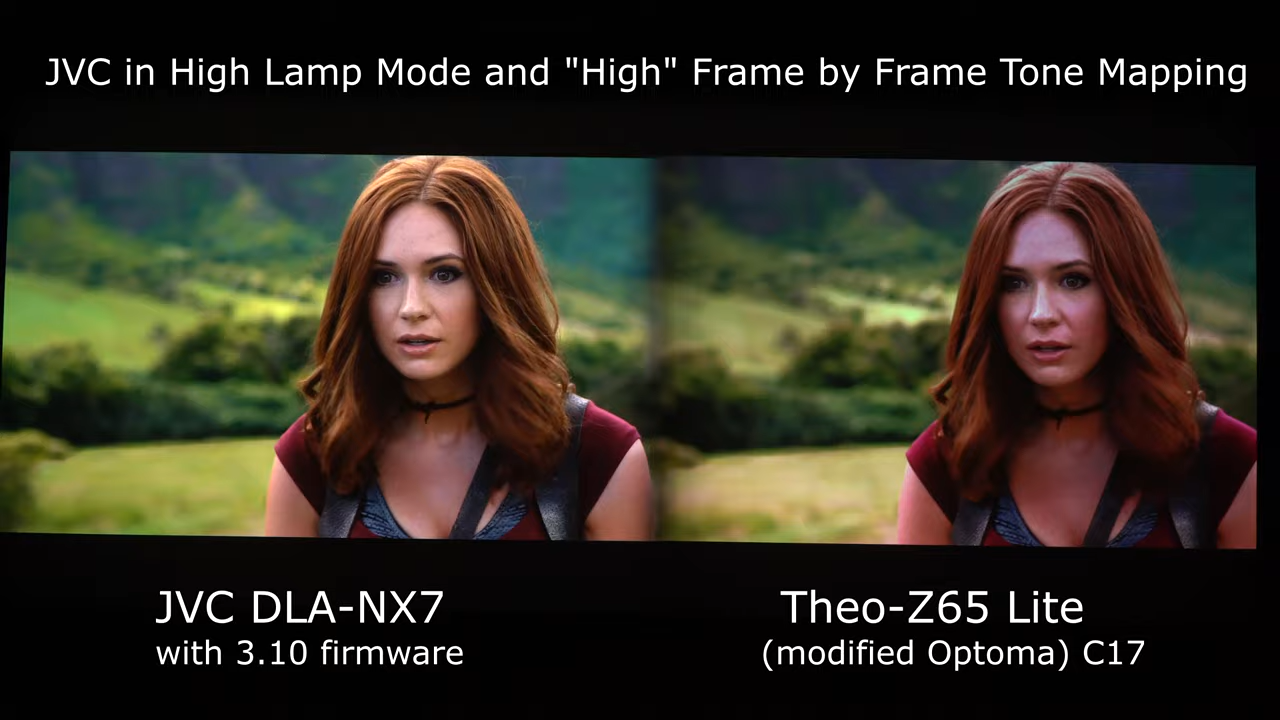 JVC in High Lamp Mode and "High" Frame by Frame Tone Mapping
JVC DLA-NX7
Theo-Z65 Lite
with 3.10 firmware
(modified Optoma) C17